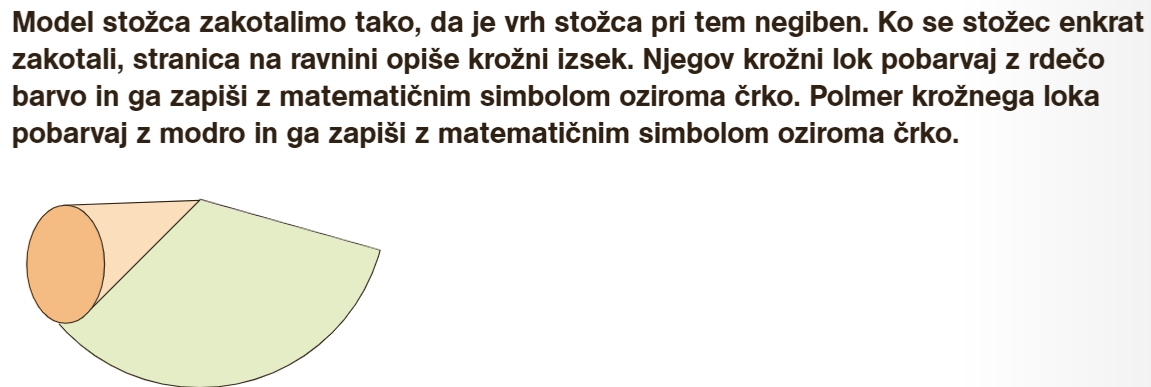 Model stožca zakotalimo tako, da je vrh stožca pri tem negiben. Ko se stožec enkrat
zakotali, stranica na ravnini opiše krožni izsek. Njegov krožni lok pobarvaj z rdečo
barvo in ga zapiši z matematičnim simbolom oziroma črko. Polmer krožnega loka
pobarvaj z modro in ga zapiši z matematičnim simbolom oziroma črko.